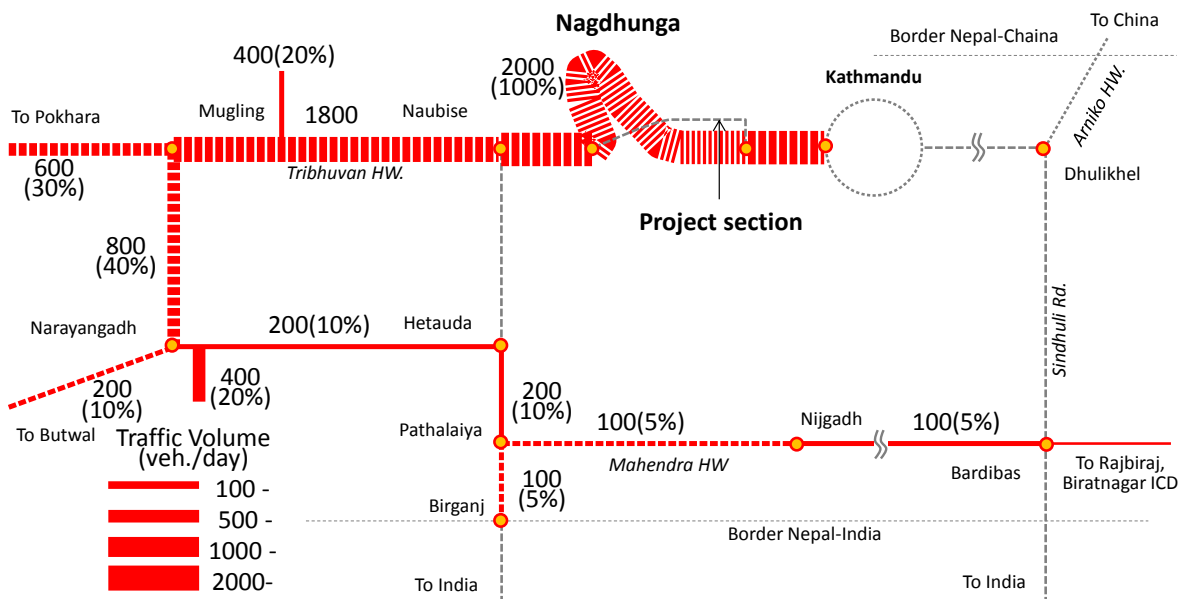 To China
Border Nepal-Chaina
Nagdhunga
Arniko HW.
400(20%)
2000
(100%)
Kathmandu
To Pokhara
Mugling
1800
Naubise
600
(30%)
Tribhuvan HW.
Dhulikhel
Project section
800
(40%)
Sindhuli Rd.
Narayangadh
200(10%)
Hetauda
200
(10%)
400
(20%)
200
(10%)
To Butwal
Traffic Volume
(veh./day)
Pathalaiya
100(5%)
Nijgadh
100(5%)
Mahendra HW
Bardibas
To Rajbiraj,
Biratnagar ICD
100 -
100
(5%)
Birganj
500 -
Border Nepal-India
1000 -
2000-
To India
To India